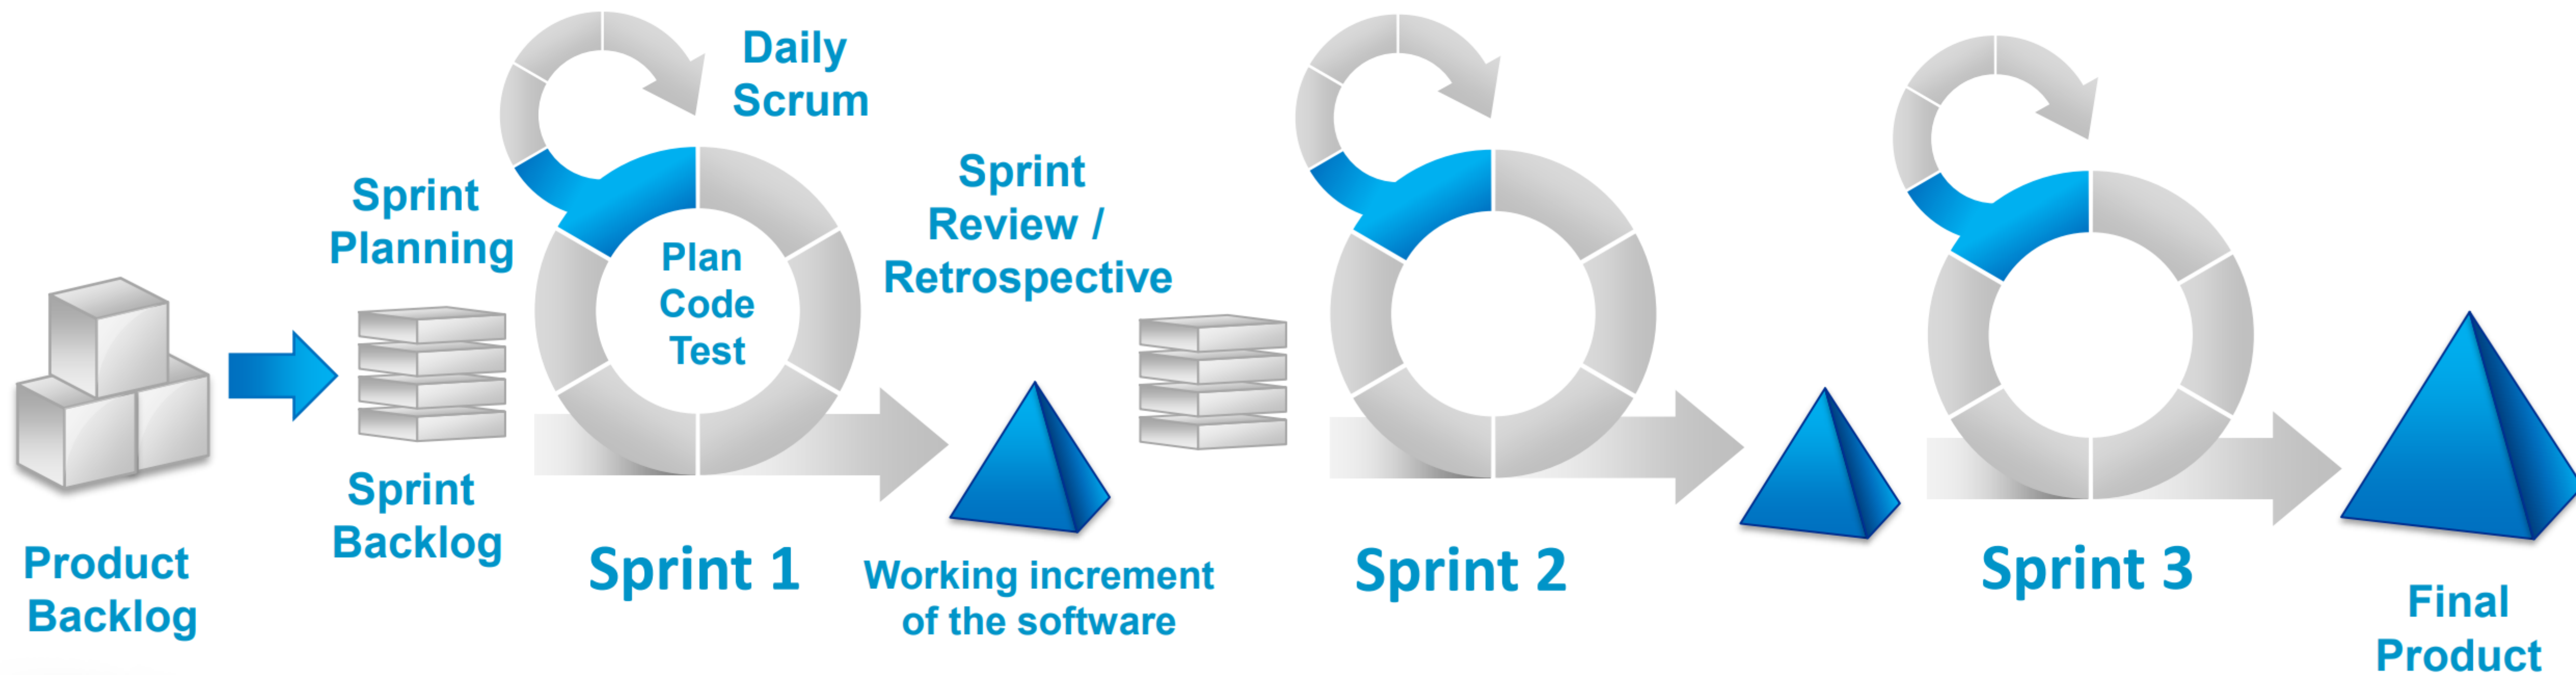 Product
Backlog
Sprint
Planning
Sprint
Backlog
Daily
Scrum
Plan
Code
Test
Sprint 1
Sprint
Review /
Retrospective
Working increment
of the software
Sprint 2
Sprint 3
Final
Product